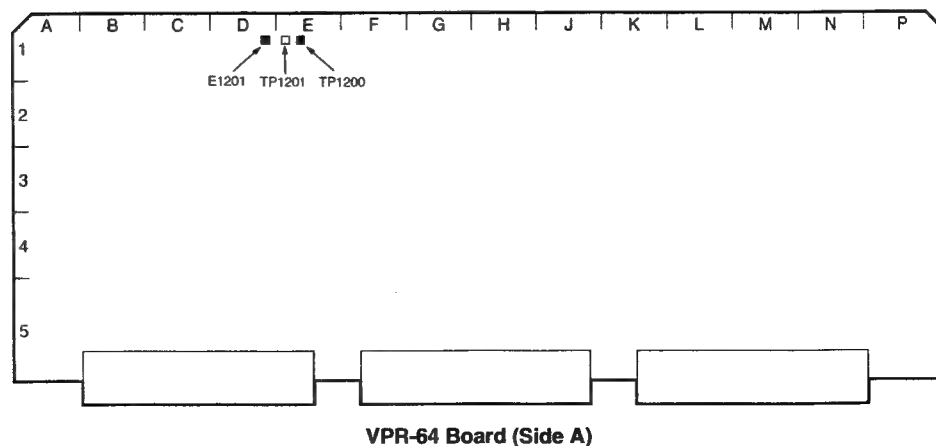 A B C D E F G H J K L M N P
1
E1201 TP1201 TP1200
2
3
4
5
VPR-64 Board (Side A)